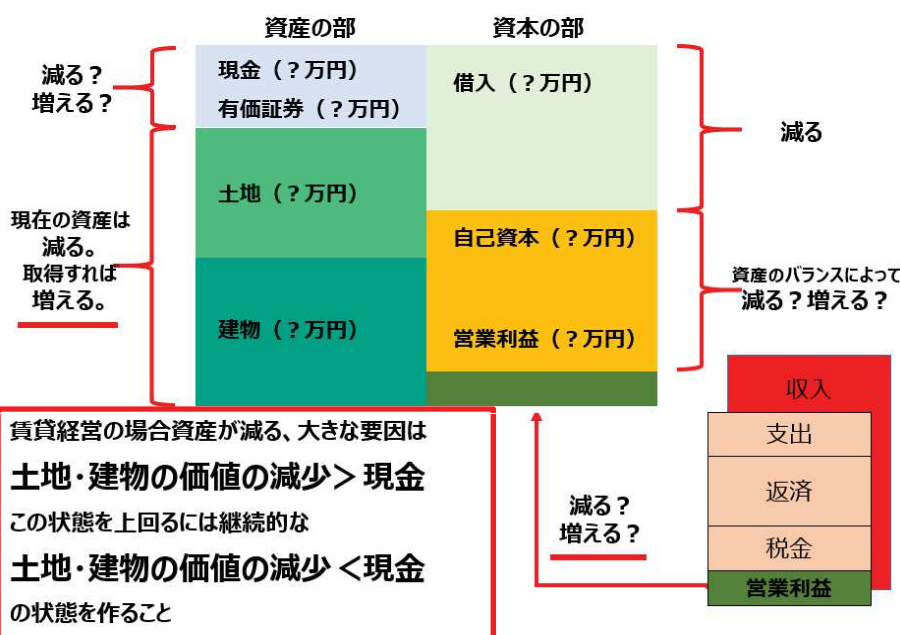 資産の部
資本の部
減る？
増える？
現金（？万円）
有価証券（？万円）
借入（？万円）
減る
土地（？万円）
現在の資産は
減る。
取得すれば
増える。
自己資本（？万円）
資産のバランスによって
減る？増える？
建物（？万円）
営業利益（？万円）
収入
支出
返済
税金
営業利益
減る？
増える？
賃貸経営の場合資産が減る、大きな要因は
土地・建物の価値の減少＞現金
この状態を上回るには継続的な
土地・建物の価値の減少＜現金
の状態を作ること